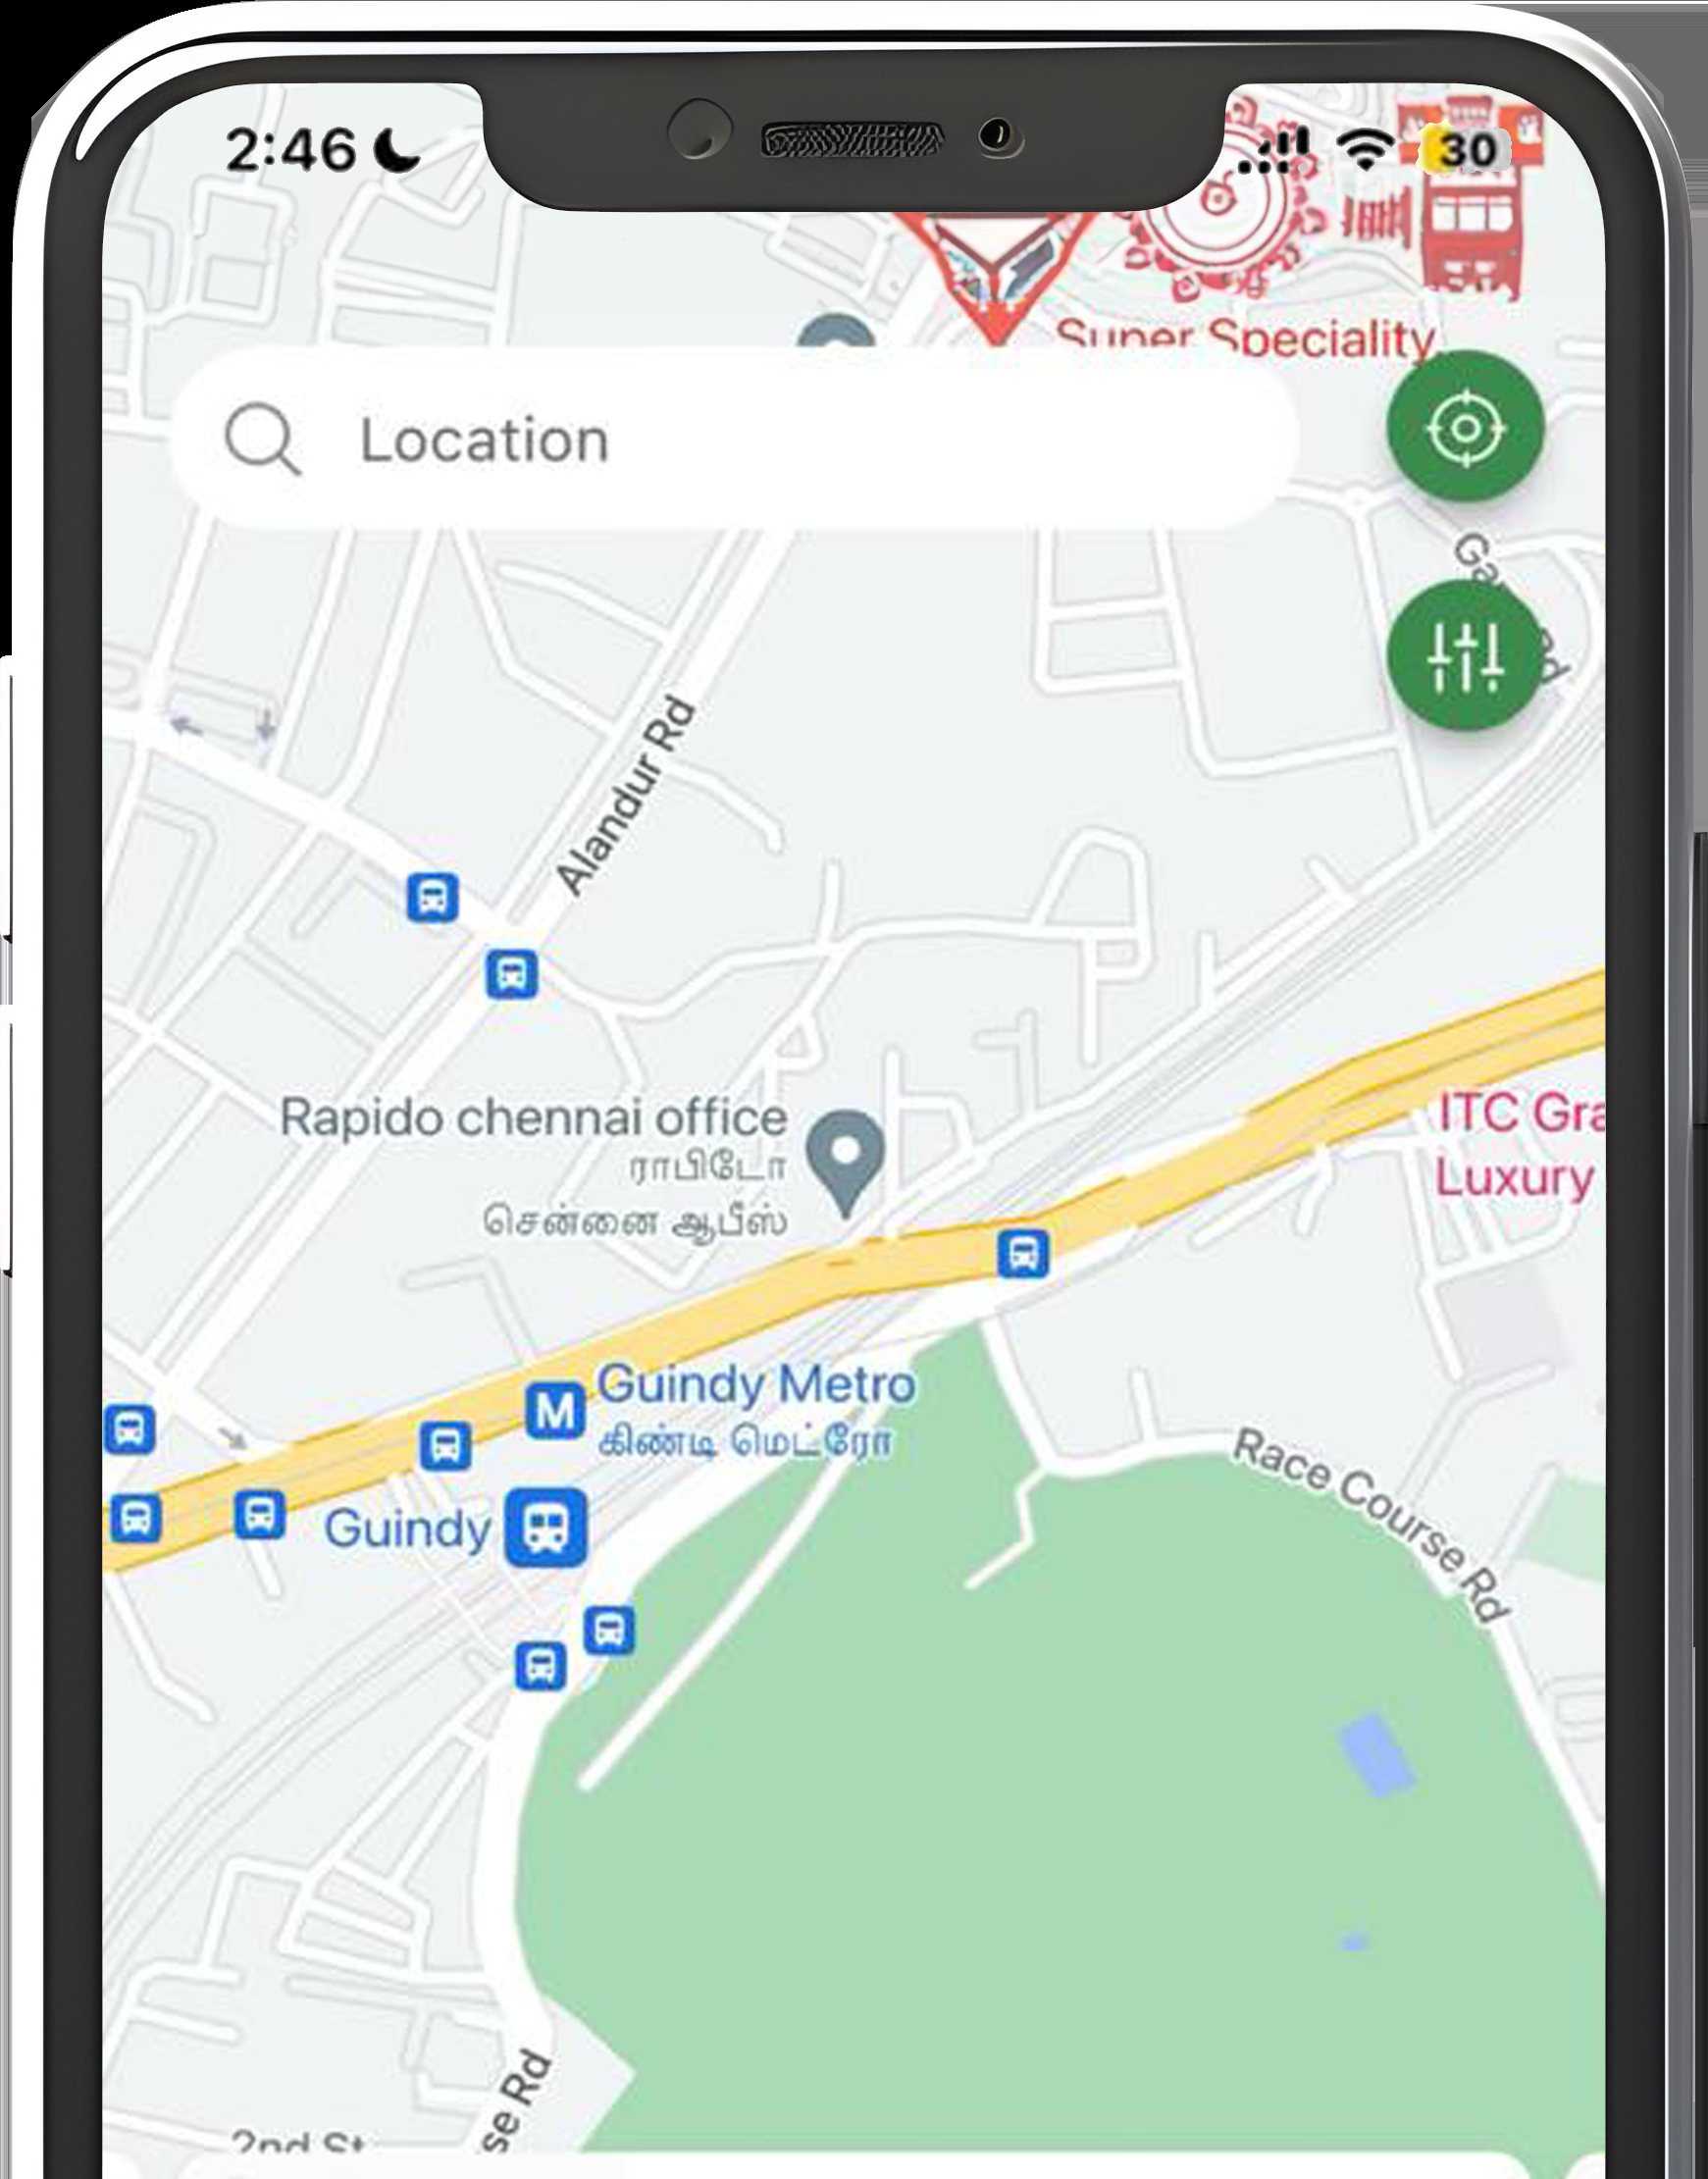 2:46
30
Super Speciality
Location
Alandur Rd
Rapido chennai office
ராபிடோ
சென்னை ஆபீஸ்
ITC Gra
Luxury
Guindy Metro
கிண்டி மெட்ரோ
M
Guindy
Race Course Rd
se Rd
2nd St